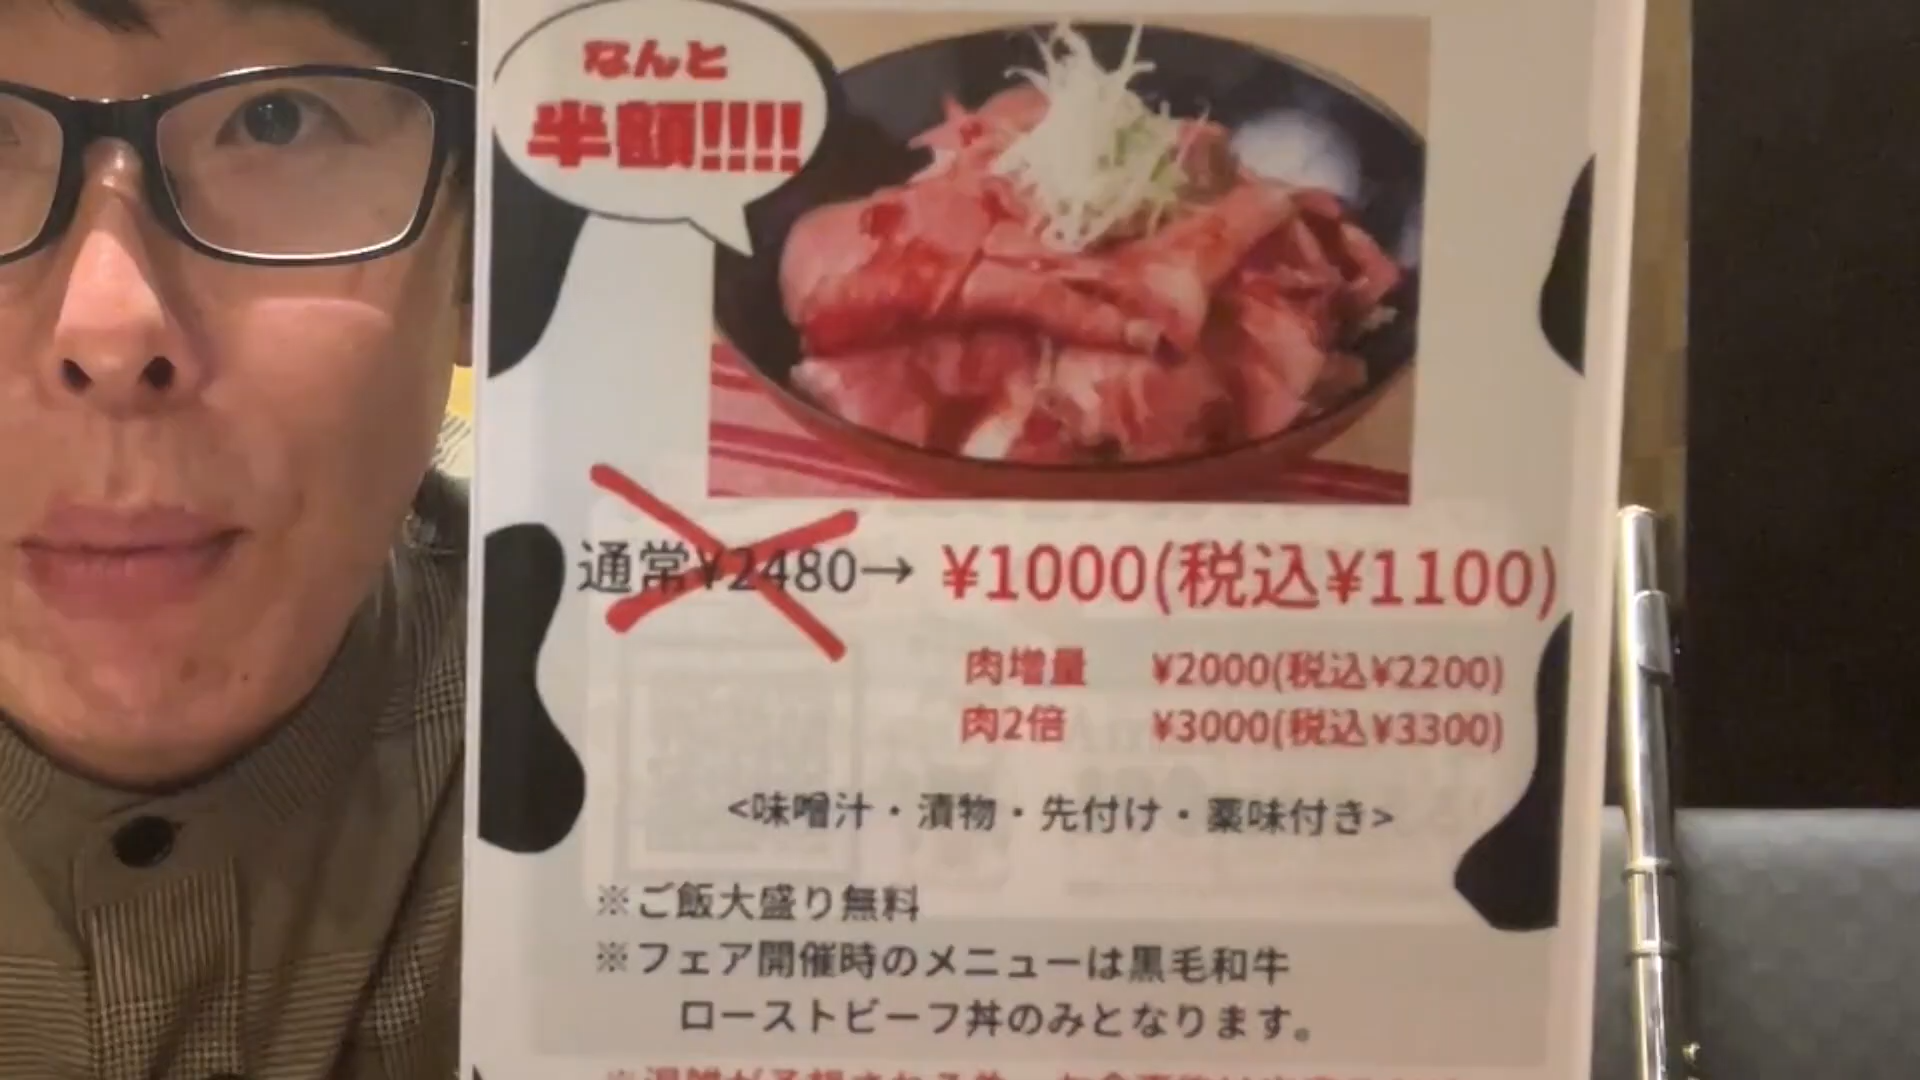 なんと
半額!!!!
通常¥2480→ ¥1000(税込¥1100)
肉増量 ¥2000(税込¥2200)
肉2倍 ¥3000(税込¥3300)
<味噌汁・漬物・先付け・薬味付き>
※ご飯大盛り無料
※フェア開催時のメニューは黒毛和牛
ローストビーフ丼のみとなります。